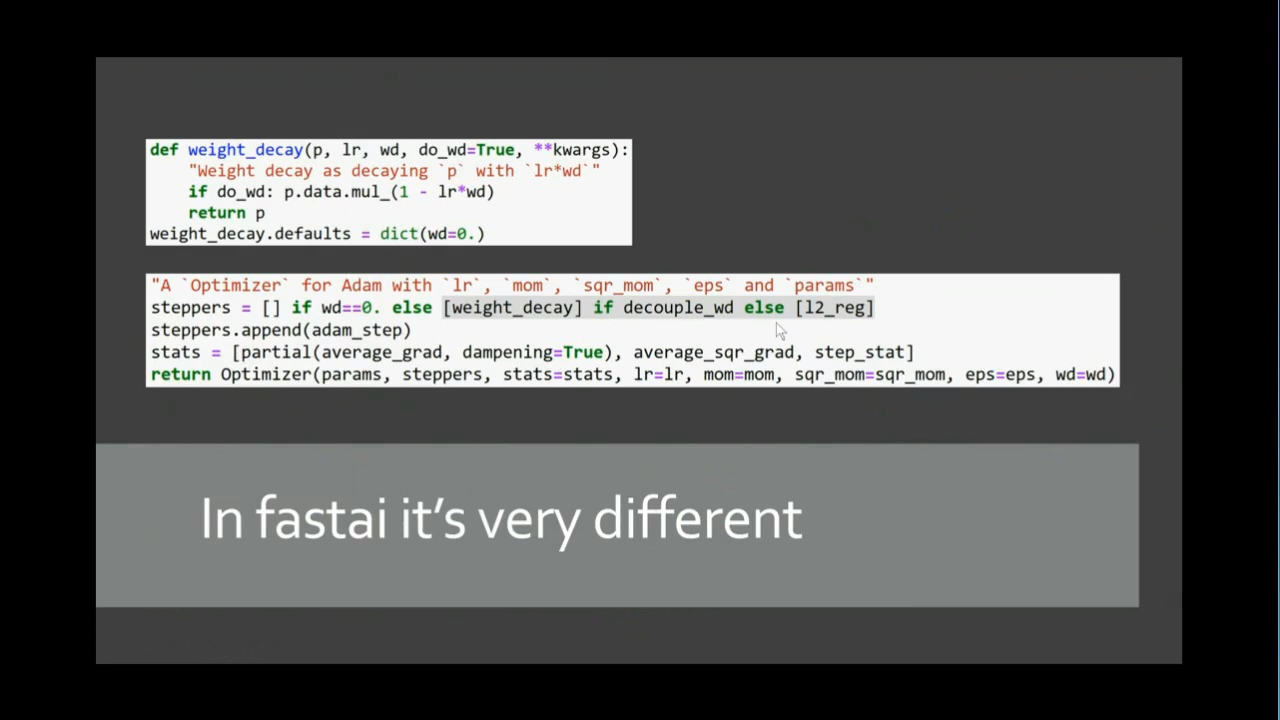 def weight_decay(p, lr, wd, do_wd=True, **kwargs):
    "Weight decay as decaying `p` with `lr*wd`"
    if do_wd: p.data.mul_(1 - lr*wd)
    return p
weight_decay.defaults = dict(wd=0.)
"A `Optimizer` for Adam with `lr`, `mom`, `sqr_mom`, `eps` and `params`"
steppers = [] if wd==0. else [weight_decay] if decouple_wd else [l2_reg]
steppers.append(adam_step)
stats = [partial(average_grad, dampening=True), average_sqr_grad, step_stat]
return Optimizer(params, steppers, stats=stats, lr=lr, mom=mom, sqr_mom=sqr_mom, eps=eps, wd=wd)
In fastai it's very different